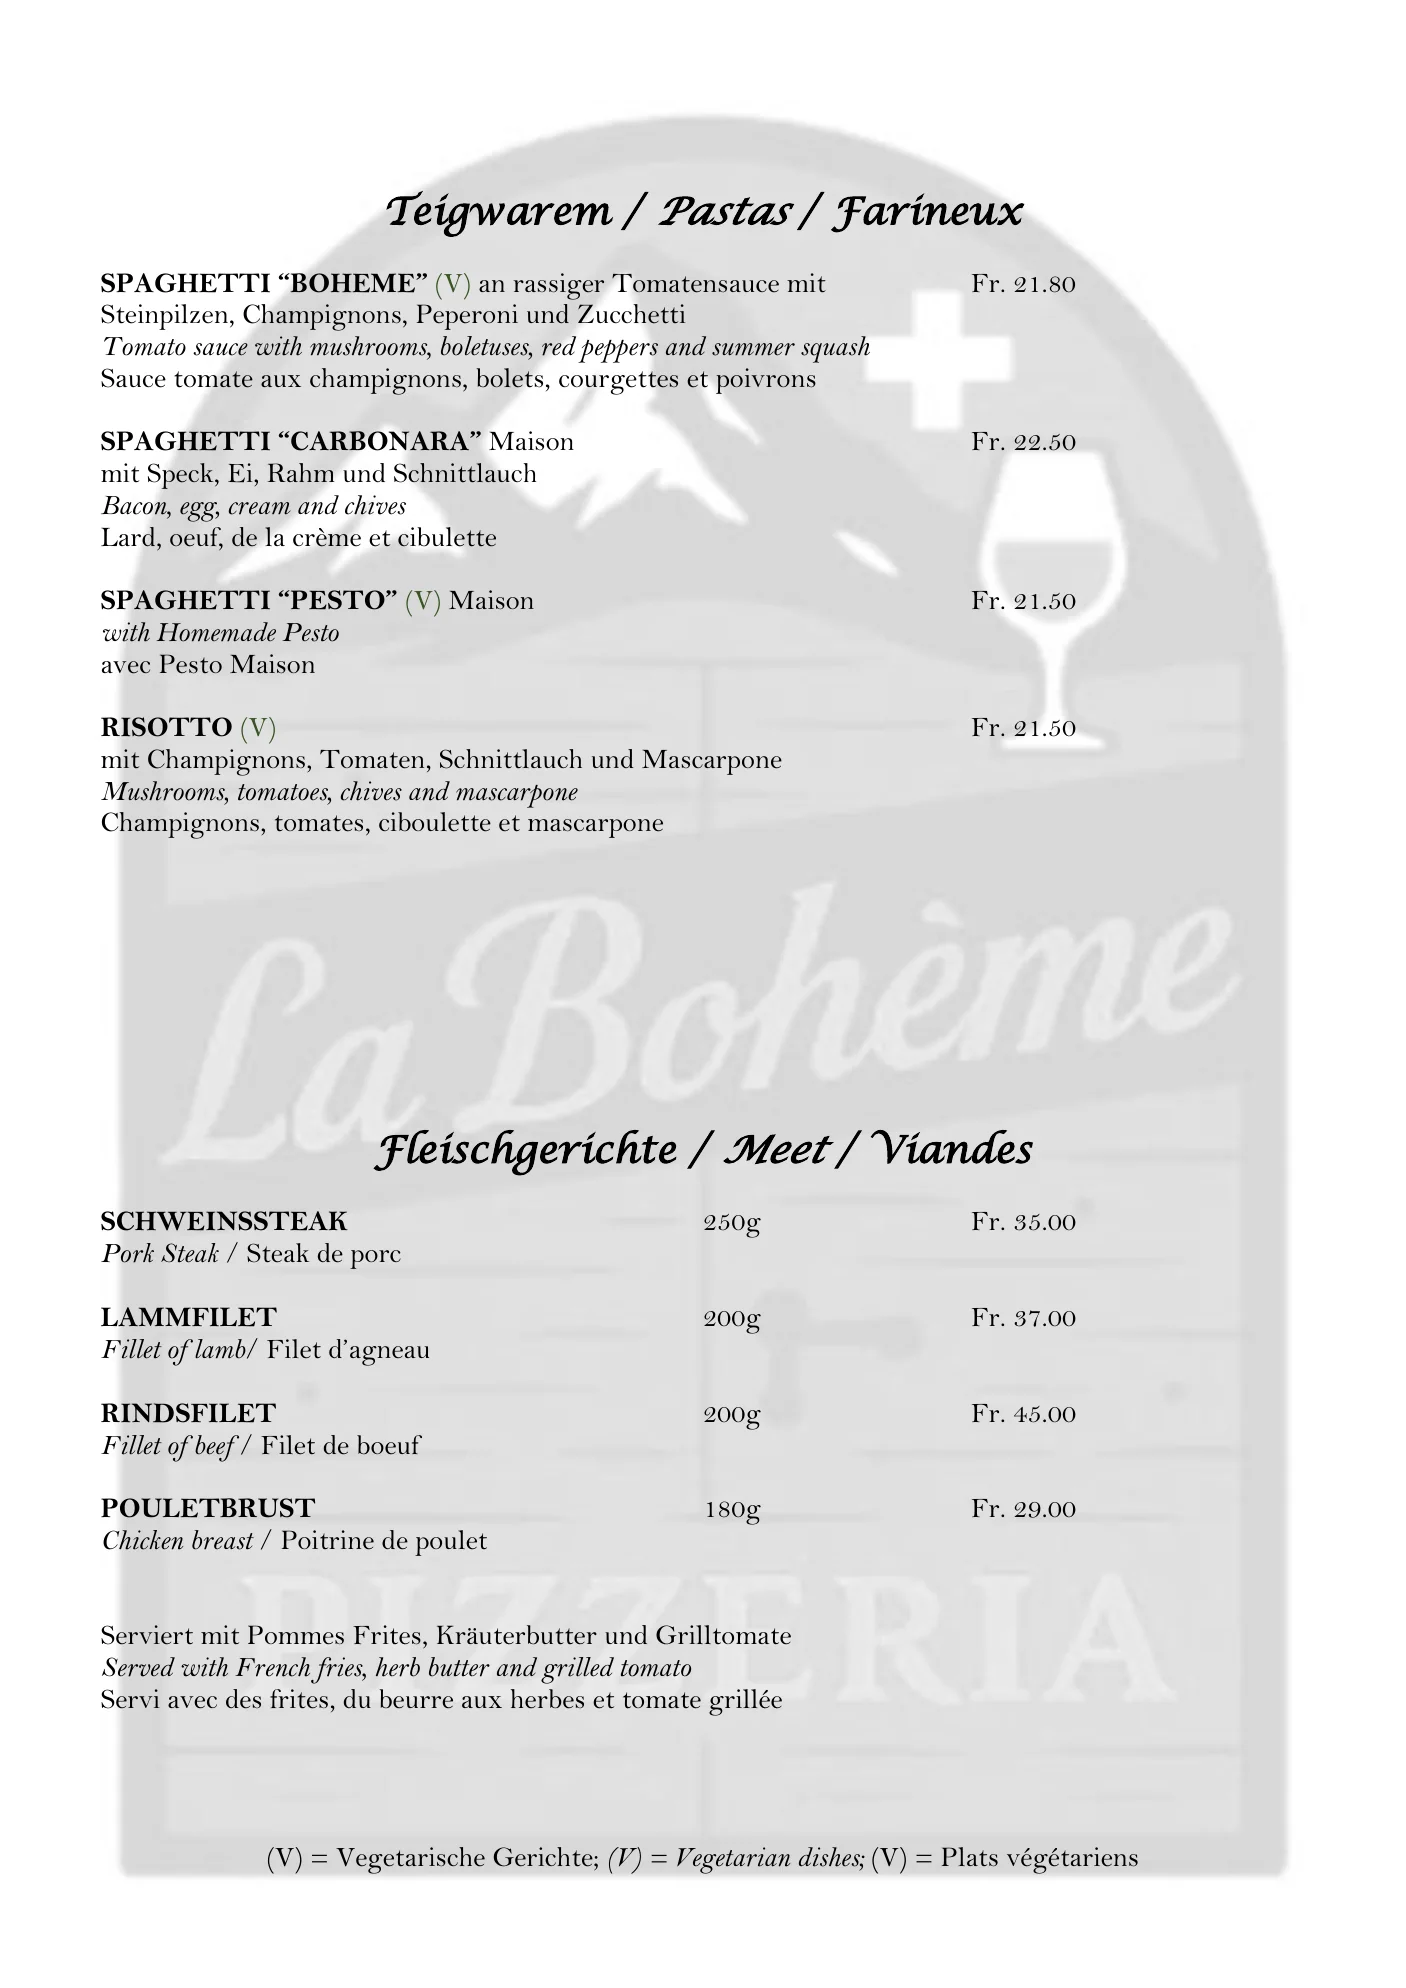 Teigwarem / Pastas / Farineux
SPAGHETTI “BOHEME” (V) an rassiger Tomatensauce mit Fr. 21.80
Steinpilzen, Champignons, Peperoni und Zucchetti
Tomato sauce with mushrooms, boletuses, red peppers and summer squash
Sauce tomate aux champignons, bolets, courgettes et poivrons
SPAGHETTI “CARBONARA” Maison Fr. 22.50
mit Speck, Ei, Rahm und Schnittlauch
Bacon, egg, cream and chives
Lard, oeuf, de la crème et cibulette
SPAGHETTI “PESTO” (V) Maison Fr. 21.50
with Homemade Pesto
avec Pesto Maison
RISOTTO (V) Fr. 21.50
mit Champignons, Tomaten, Schnittlauch und Mascarpone
Mushrooms, tomatoes, chives and mascarpone
Champignons, tomates, ciboulette et mascarpone
La Bohème
Fleischgerichte / Meet / Viandes
SCHWEINSSTEAK 250g Fr. 35.00
Pork Steak / Steak de porc
LAMMFILET 200g Fr. 37.00
Fillet of lamb/ Filet d’agneau
RINDSFILET 200g Fr. 45.00
Fillet of beef / Filet de boeuf
POULETBRUST 180g Fr. 29.00
Chicken breast / Poitrine de poulet
PIZZERIA
Serviert mit Pommes Frites, Kräuterbutter und Grilltomate
Served with French fries, herb butter and grilled tomato
Servi avec des frites, du beurre aux herbes et tomate grillée
(V) = Vegetarische Gerichte; (V) = Vegetarian dishes; (V) = Plats végétariens